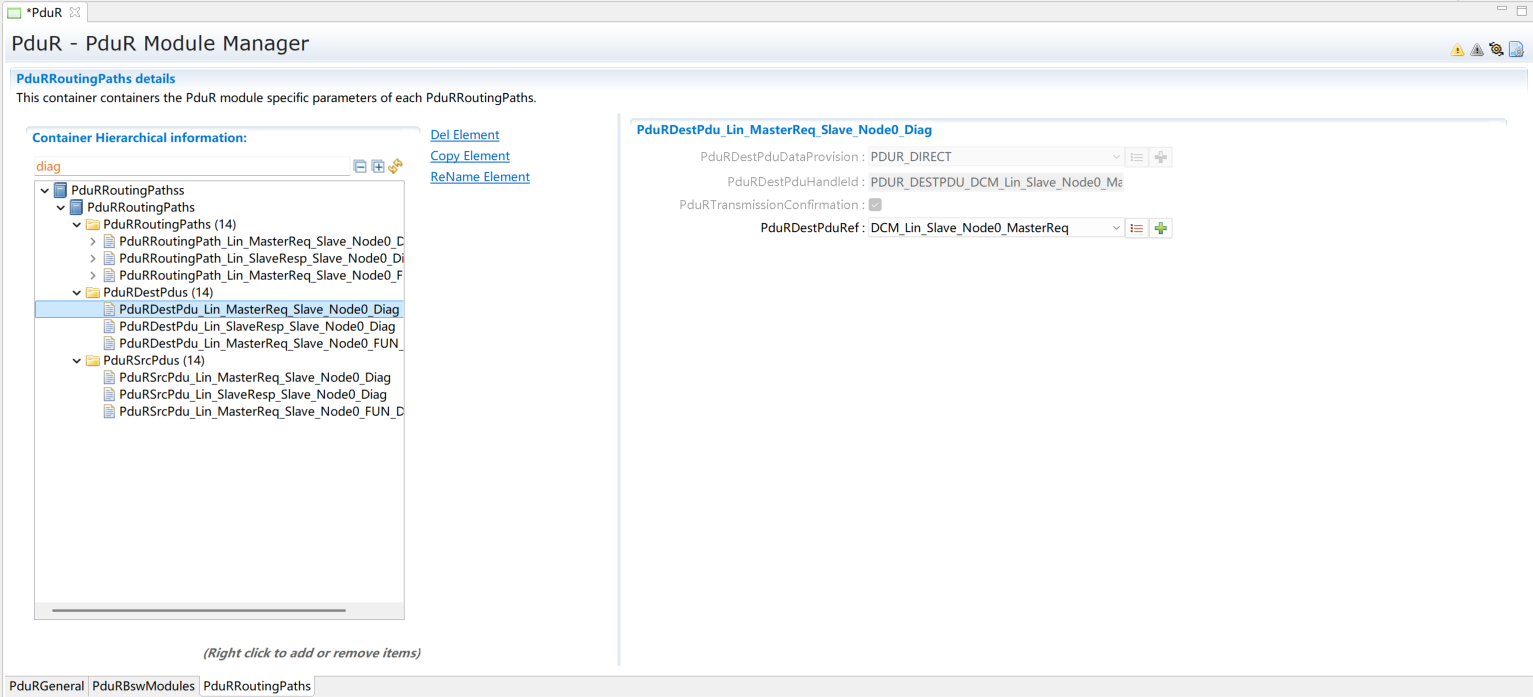 *PduR
PduR - PduR Module Manager
PduRRoutingPaths details
This container containers the PduR module specific parameters of each PduRRoutingPaths.
Container Hierarchical information:
diag
PduRRoutingPathss
PduRRoutingPaths
PduRRoutingPaths (14)
PduRRoutingPath_Lin_MasterReq_Slave_Node0_D
PduRRoutingPath_Lin_SlaveResp_Slave_Node0_Di
PduRRoutingPath_Lin_MasterReq_Slave_Node0_F
PduRDestPdus (14)
PduRDestPdu_Lin_MasterReq_Slave_Node0_Diag
PduRDestPdu_Lin_SlaveResp_Slave_Node0_Diag
PduRDestPdu_Lin_MasterReq_Slave_Node0_FUN_
PduRSrcPdus (14)
PduRSrcPdu_Lin_MasterReq_Slave_Node0_Diag
PduRSrcPdu_Lin_SlaveResp_Slave_Node0_Diag
PduRSrcPdu_Lin_MasterReq_Slave_Node0_FUN_D
(Right click to add or remove items)
Del Element
Copy Element
ReName Element
PduRDestPdu_Lin_MasterReq_Slave_Node0_Diag
PduRDestPduDataProvision : PDUR_DIRECT
PduRDestPduHandleId : PDUR_DESTPDU_DCM_Lin_Slave_Node0_Ma
PduRTransmissionConfirmation :
PduRDestPduRef : DCM_Lin_Slave_Node0_MasterReq
PduRGeneral PduRBswModules PduRRoutingPaths